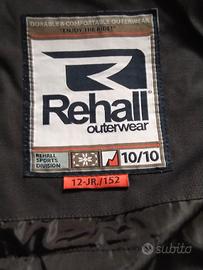 DURABLE & COMFORTABLE OUTERWEAR
"ENJOY THE RIDE!"
Rehall
outerwear
REHALL
SPORTS
DIVISION
10/10
12-JR./152
subito